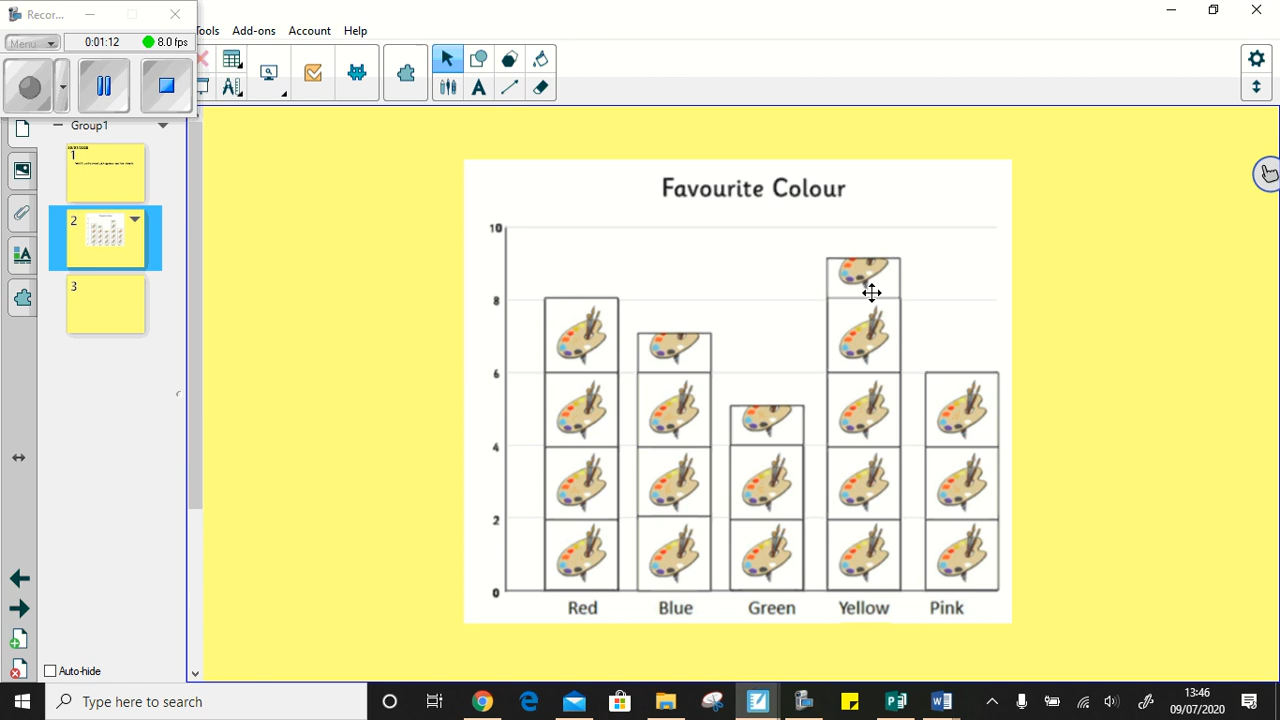 Recor...
Menu
0:01:12
8.0 fps
Tools Add-ons Account Help
Group1
1
2
3
Auto-hide
Favourite Colour
10
8
6
4
2
0
Red Blue Green Yellow Pink
Type here to search
13:46
09/07/2020